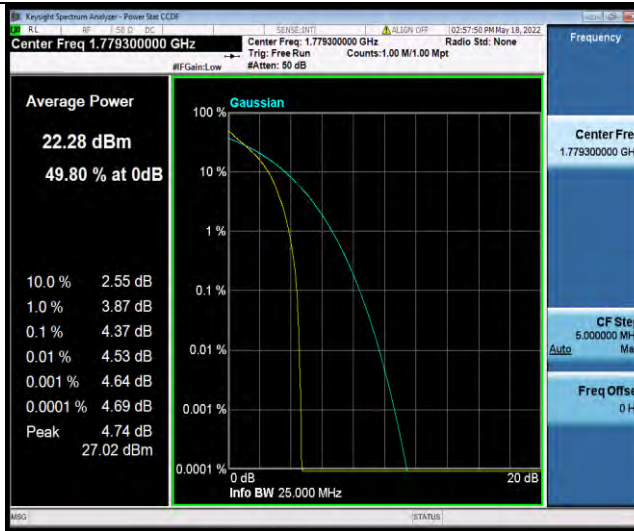 Keysight Spectrum Analyzer - Power Stat CCDF
RL RF 50 Ω DC SENSE:INT ALIGN OFF 02:57:50 PM May 18, 2022
Center Freq 1.779300000 GHz
Center Freq: 1.779300000 GHz Radio Std: None
Trig: Free Run Counts:1.00 M/1.00 Mpt
#IFGain:Low #Atten: 50 dB
Frequency
Average Power
22.28 dBm
49.80 % at 0dB
10.0 % 2.55 dB
1.0 % 3.87 dB
0.1 % 4.37 dB
0.01 % 4.53 dB
0.001 % 4.64 dB
0.0001 % 4.69 dB
Peak 4.74 dB
27.02 dBm
Gaussian
100 %
10 %
1 %
0.1 %
0.01 %
0.001 %
0.0001 %
0 dB 20 dB
Info BW 25.000 MHz
Center Fre
1.779300000 GH
CF Ste
5.000000 MH
Auto Ma
Freq Offse
0 H
MSG STATUS